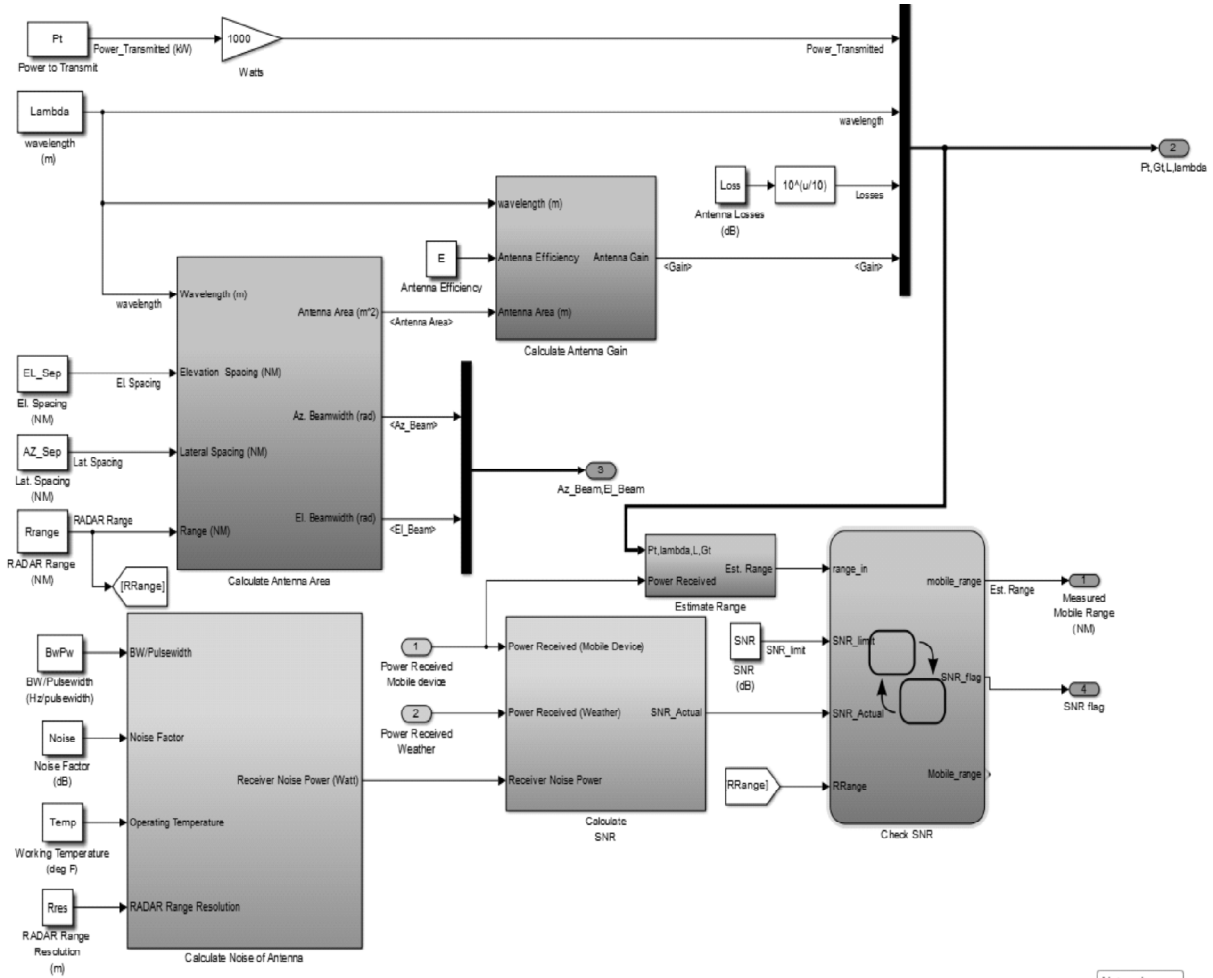 Pt
Power_Transmitted (kW)
Power to Transmit
1000
Watts
Power_Transmitted
Lambda
wavelength
(m)
wavelength
2
Pt,Gt,L,lambda
Loss
Antenna Losses
(dB)
10^(u/10)
Losses
wavelength (m)
Antenna Efficiency
Antenna Gain
Antenna Area (m)
Calculate Antenna Gain
E
Antenna Efficiency
<Gain>
<Gain>
wavelength
Wavelength (m)
Antenna Area (m^2)
<Antenna Area>
EL_Sep
El. Spacing
(NM)
El. Spacing
Elevation Spacing (NM)
Az. Beamwidth (rad)
<Az_Beam>
AZ_Sep
Lat. Spacing
(NM)
Lat. Spacing
Lateral Spacing (NM)
3
Az_Beam,El_Beam
Rrange
RADAR Range
(NM)
RADAR Range
Range (NM)
El. Beamwidth (rad)
<El_Beam>
Calculate Antenna Area
[RRange]
Pt,lambda,L,Gt
Power Received
Est. Range
Estimate Range
range_in
mobile_range
Est. Range
1
Measured
Mobile Range
(NM)
SNR
SNR
(dB)
SNR_limit
SNR_limit
SNR_flag
4
SNR flag
SNR_Actual
RRange]
RRange
Mobile_range
Check SNR
1
Power Received
Mobile device
2
Power Received
Weather
Power Received (Mobile Device)
Power Received (Weather)
SNR_Actual
Receiver Noise Power
Calculate
SNR
BwPw
BW/Pulsewidth
(Hz/pulsewidth)
BW/Pulsewidth
Noise
Noise Factor
(dB)
Noise Factor
Receiver Noise Power (Watt)
Temp
Working Temperature
(deg F)
Operating Temperature
Rres
RADAR Range
Resolution
(m)
RADAR Range Resolution
Calculate Noise of Antenna